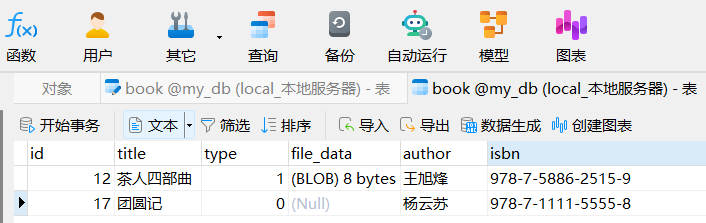 函数 用户 其它 查询 备份 自动运行 模型 图表
对象 book @my_db (local_本地服务器) - 表 book @my_db (local_本地服务器) - 表
开始事务 文本 筛选 排序 导入 导出 数据生成 创建图表
id title type file_data author isbn
12 茶人四部曲 1 (BLOB) 8 bytes 王旭烽 978-7-5886-2515-9
17 团圆记 0 (Null) 杨云苏 978-7-1111-5555-8